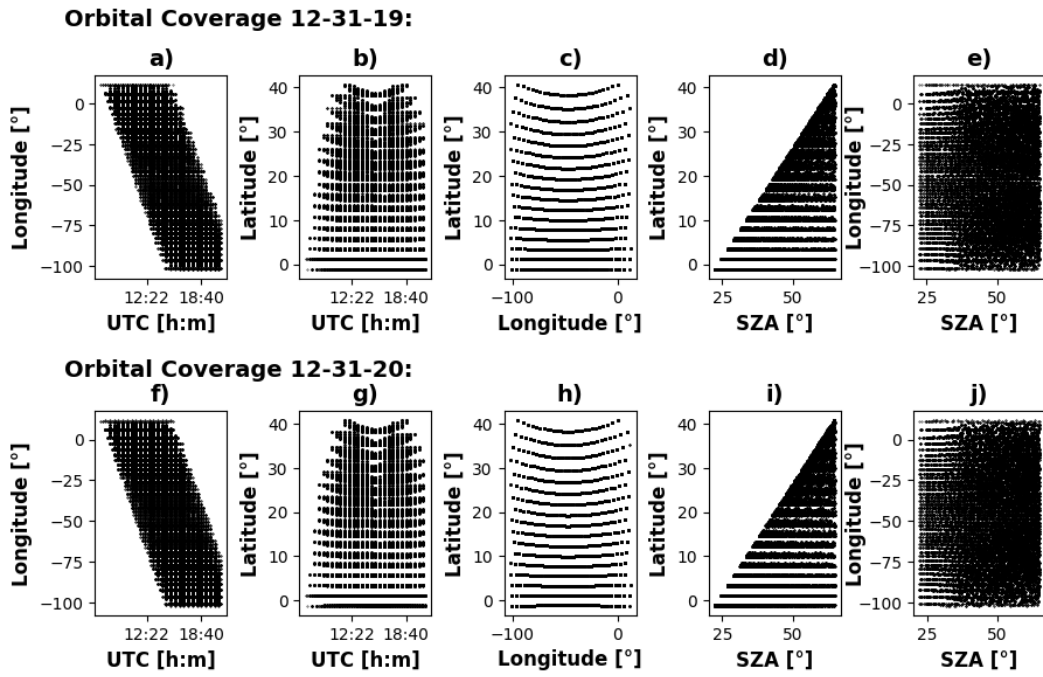 Orbital Coverage 12-31-19:
a) b) c) d) e)
Longitude [°] 0 −25 −50 −75 −100 12:22 18:40 UTC [h:m]
Latitude [°] 40 30 20 10 0 12:22 18:40 UTC [h:m]
Latitude [°] 40 30 20 10 0 −100 0 Longitude [°]
Latitude [°] 40 30 20 10 0 25 50 SZA [°]
Longitude [°] 0 −25 −50 −75 −100 25 50 SZA [°]
Orbital Coverage 12-31-20:
f) g) h) i) j)
Longitude [°] 0 −25 −50 −75 −100 12:22 18:40 UTC [h:m]
Latitude [°] 40 30 20 10 0 12:22 18:40 UTC [h:m]
Latitude [°] 40 30 20 10 0 −100 0 Longitude [°]
Latitude [°] 40 30 20 10 0 25 50 SZA [°]
Longitude [°] 0 −25 −50 −75 −100 25 50 SZA [°]